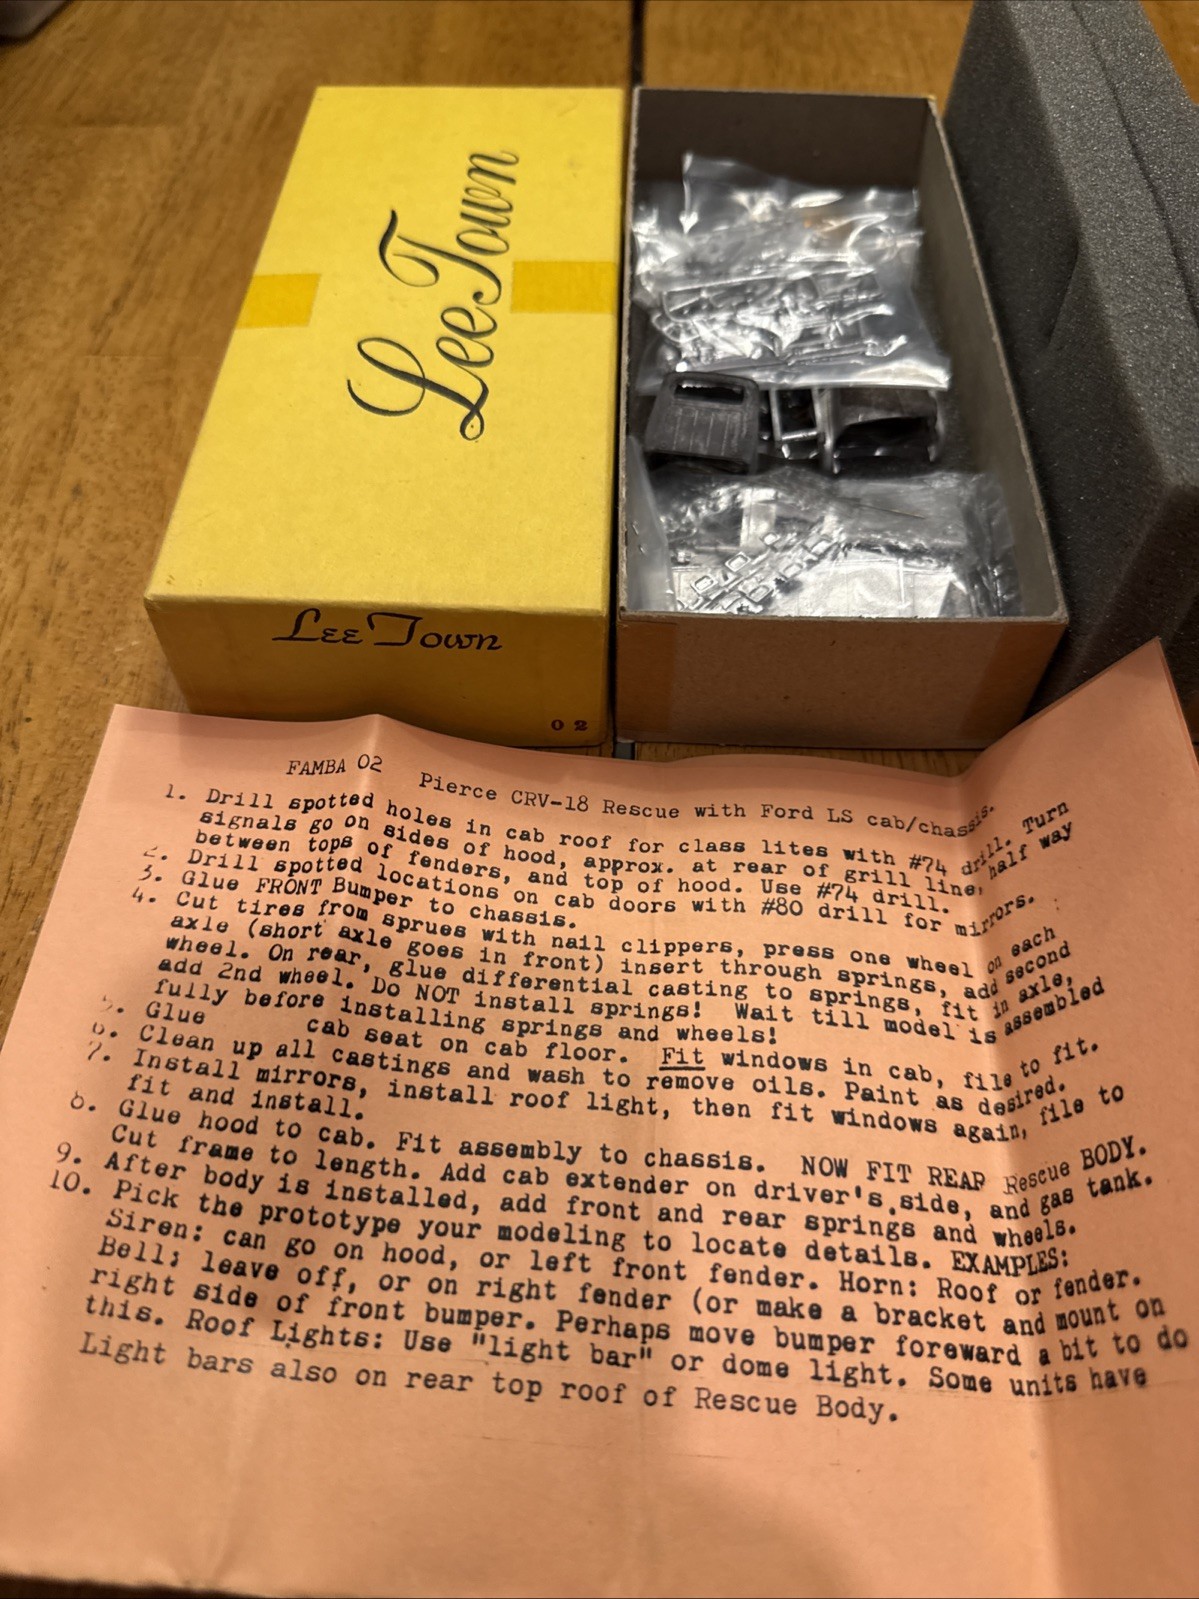 Lee Town
Lee Town
02
FAMBA 02 Pierce CRV-18 Rescue with Ford LS cab/chassis.
1. Drill spotted holes in cab roof for class lites with #74 drill. Turn
signals go on sides of hood, approx. at rear of grill line, half way
between tops of fenders, and top of hood. Use #74 drill.
2. Drill spotted locations on cab doors with #80 drill for mirrors.
3. Glue FRONT Bumper to chassis.
4. Cut tires from sprues with nail clippers, press one wheel on each
axle (short axle goes in front) insert through springs, add second
wheel. On rear, glue differential casting to springs, fit in axle,
add 2nd wheel. Do NOT install springs! Wait till model is assembled
fully before installing springs and wheels!
5. Glue cab seat on cab floor. Fit windows in cab, file to fit.
6. Clean up all castings and wash to remove oils. Paint as desired.
7. Install mirrors, install roof light, then fit windows again, file to
fit and install.
8. Glue hood to cab. Fit assembly to chassis. NOW FIT REAR Rescue BODY.
Cut frame to length. Add cab extender on driver's side, and gas tank.
9. After body is installed, add front and rear springs and wheels.
10. Pick the prototype your modeling to locate details. EXAMPLES:
Siren: can go on hood, or left front fender. Horn: Roof or fender.
Bell; leave off, or on right fender (or make a bracket and mount on
right side of front bumper. Perhaps move bumper foreward a bit to do
this. Roof Lights: Use "light bar" or dome light. Some units have
Light bars also on rear top roof of Rescue Body.